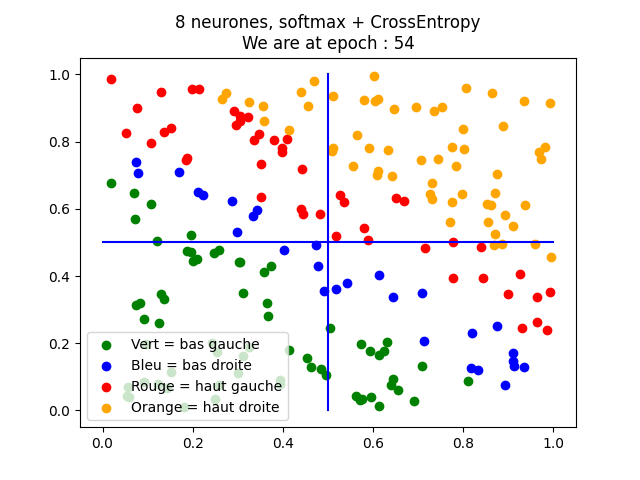 8 neurones, softmax + CrossEntropy
We are at epoch : 54
1.0
0.8
0.6
0.4
0.2
0.0
Vert = bas gauche
Bleu = bas droite
Rouge = haut gauche
Orange = haut droite
0.0 0.2 0.4 0.6 0.8 1.0